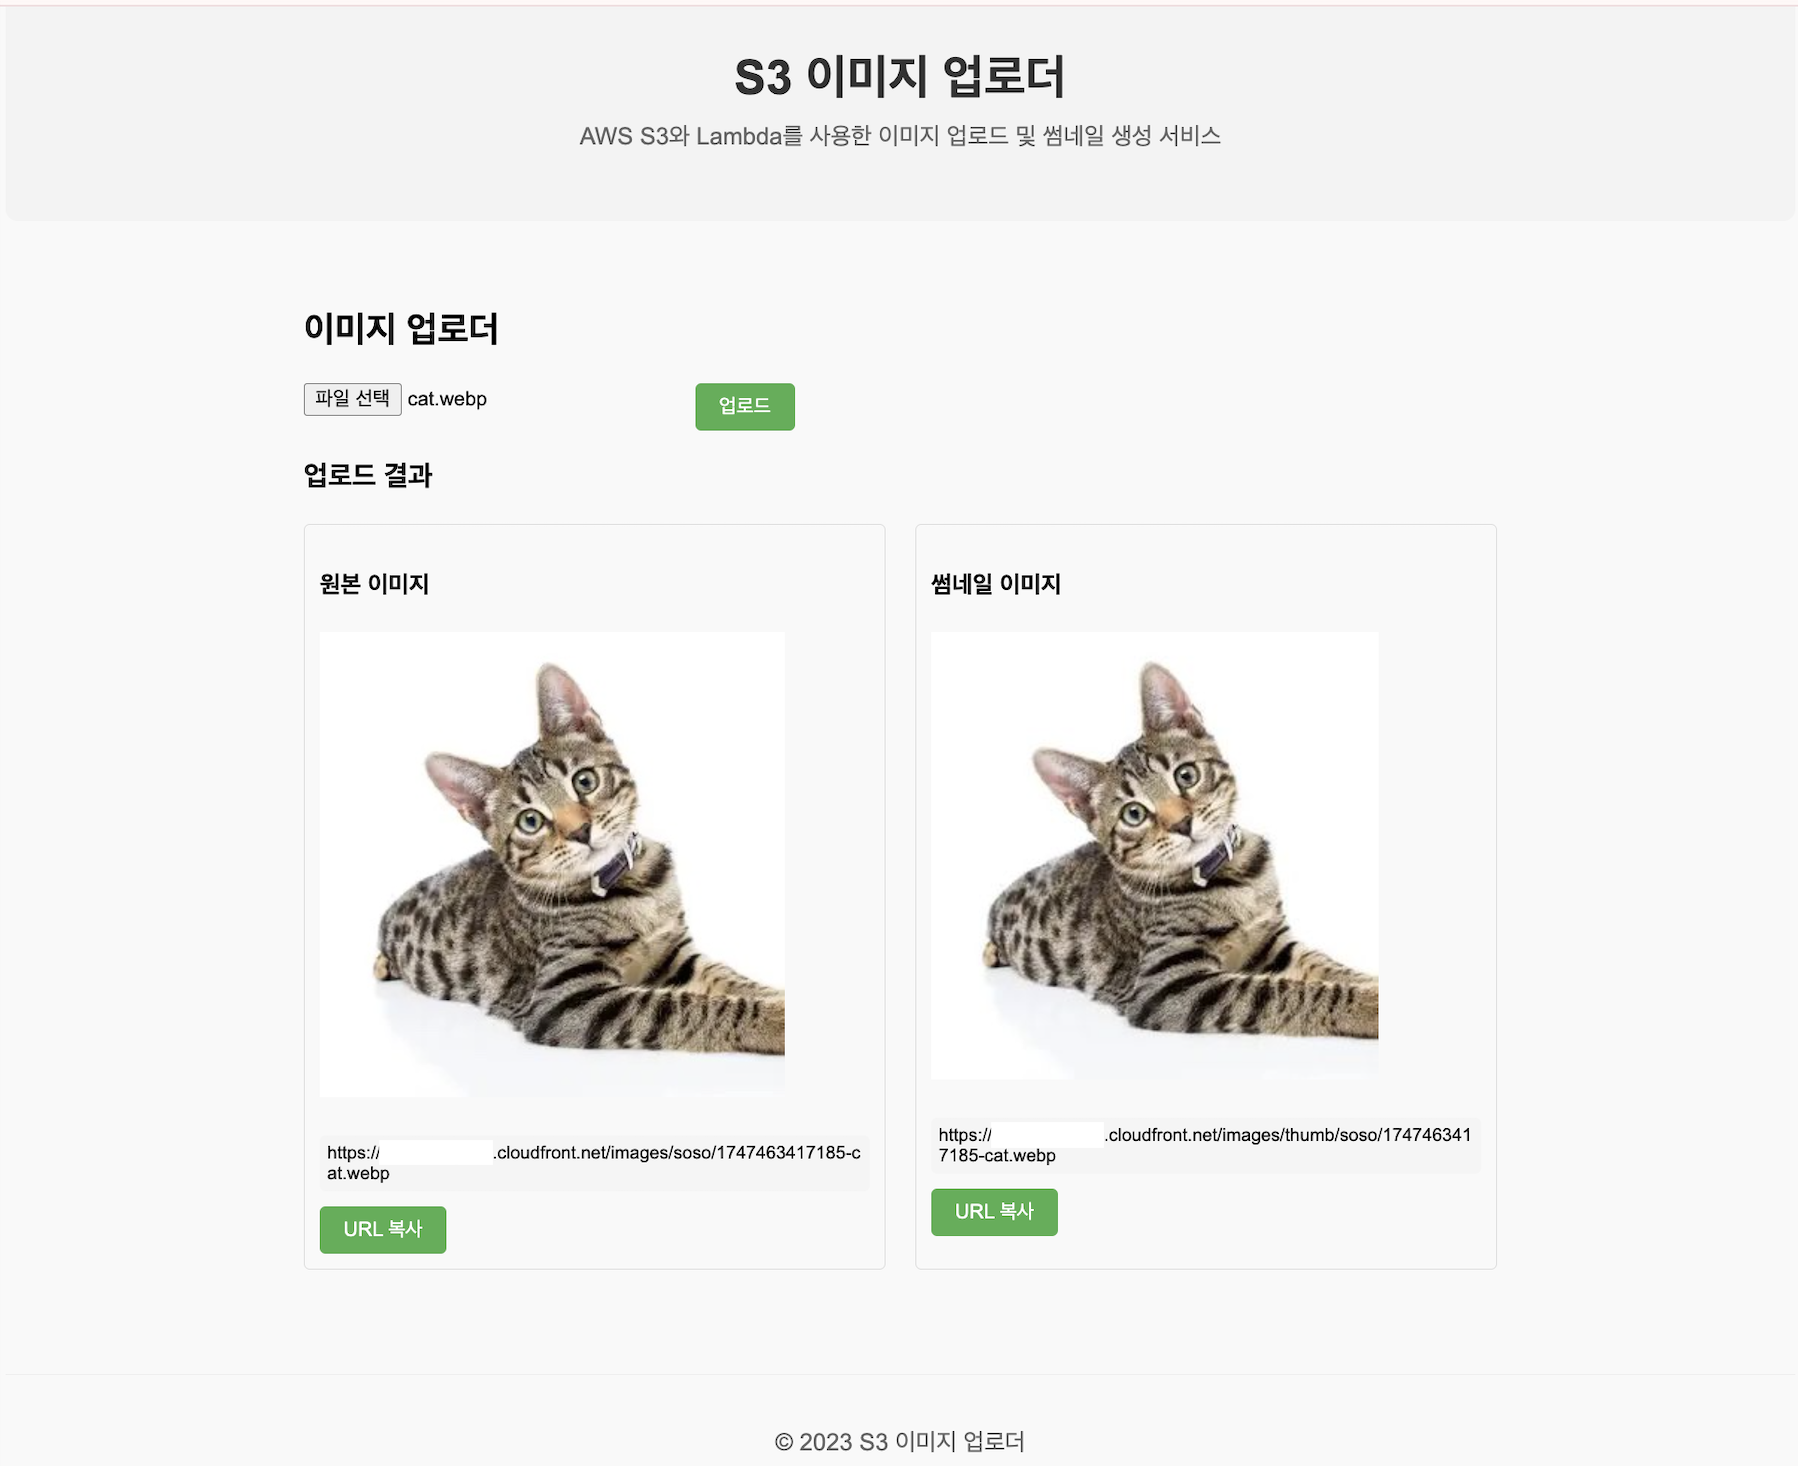 S3 이미지 업로더
AWS S3와 Lambda를 사용한 이미지 업로드 및 썸네일 생성 서비스
이미지 업로더
파일 선택 cat.webp
업로드
업로드 결과
원본 이미지
https://
.cloudfront.net/images/soso/1747463417185-c
at.webp
URL 복사
썸네일 이미지
https://
.cloudfront.net/images/thumb/soso/174746341
7185-cat.webp
URL 복사
© 2023 S3 이미지 업로더